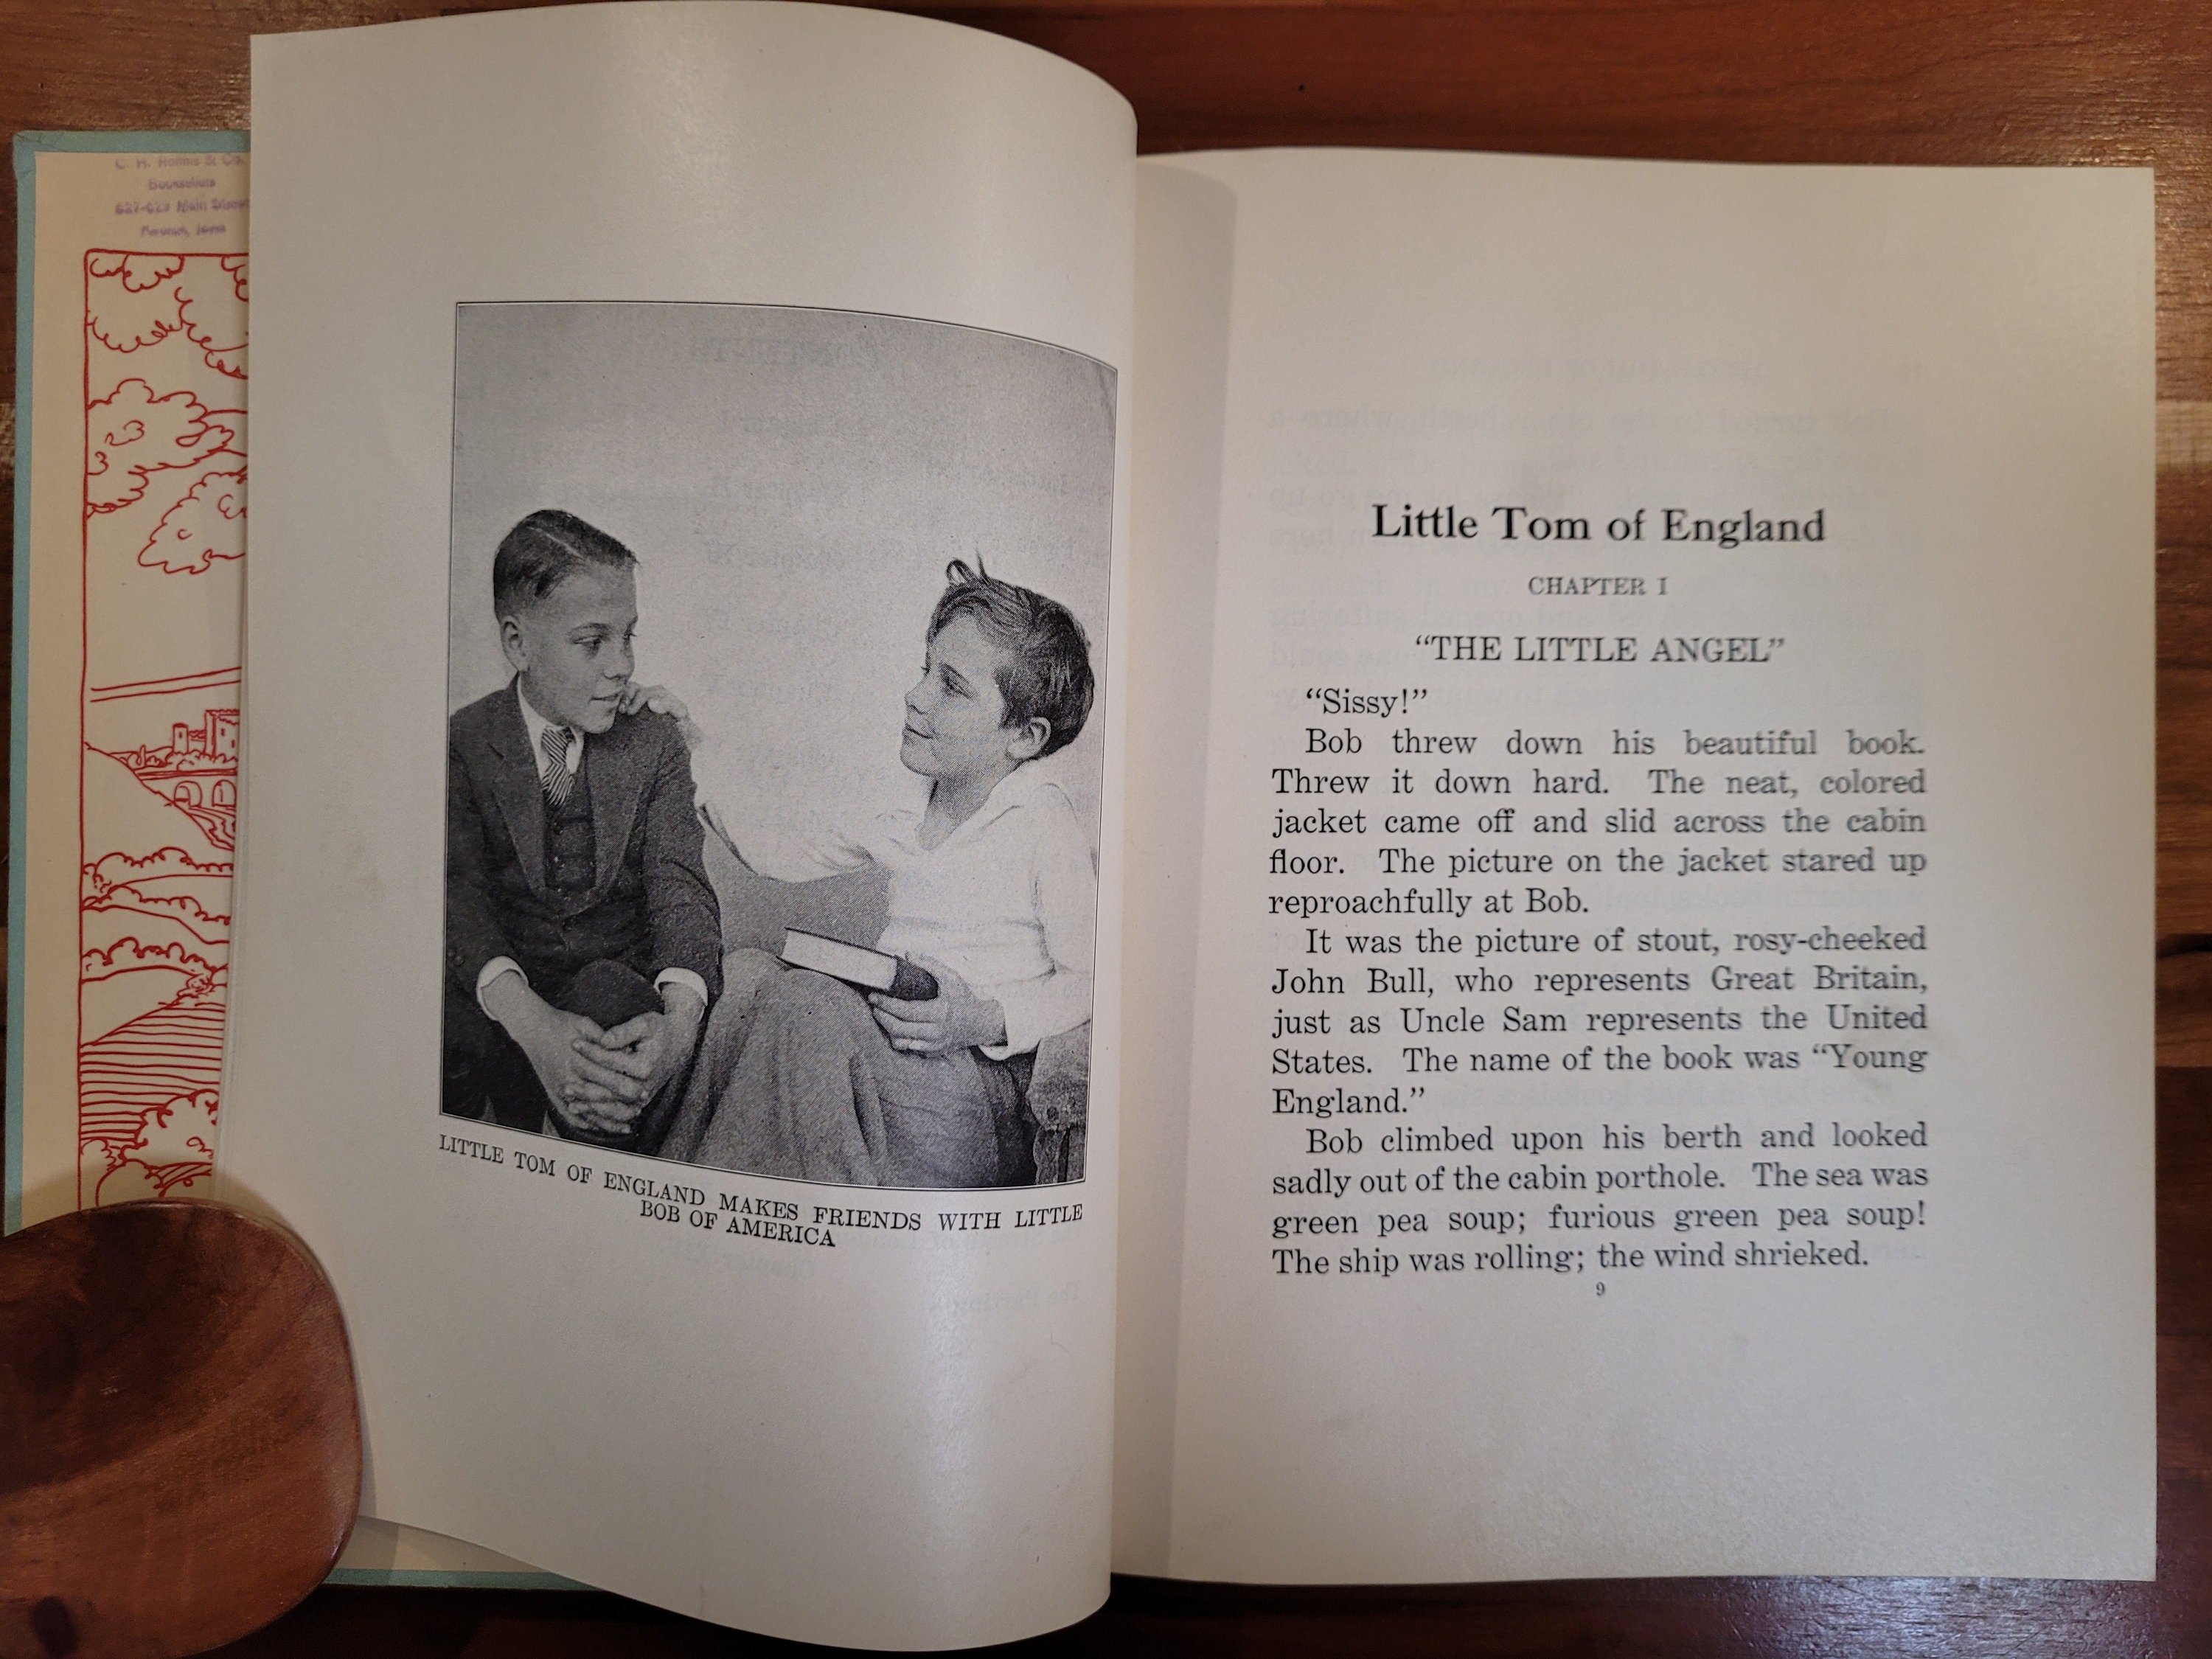 C. H. & Co.
Main
Iowa
LITTLE TOM OF ENGLAND MAKES FRIENDS WITH LITTLE
BOB OF AMERICA
Little Tom of England
CHAPTER I
“THE LITTLE ANGEL”
“Sissy!”
Bob threw down his beautiful book.
Threw it down hard. The neat, colored
jacket came off and slid across the cabin
floor. The picture on the jacket stared up
reproachfully at Bob.
It was the picture of stout, rosy-cheeked
John Bull, who represents Great Britain,
just as Uncle Sam represents the United
States. The name of the book was “Young
England.”
Bob climbed upon his berth and looked
sadly out of the cabin porthole. The sea was
green pea soup; furious green pea soup!
The ship was rolling; the wind shrieked.
9